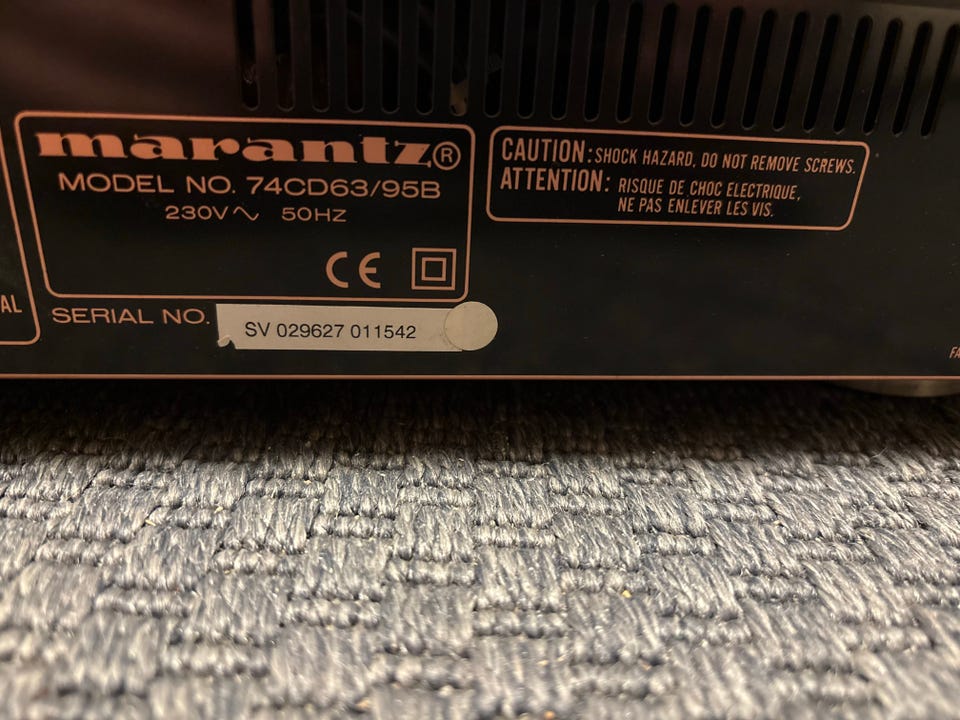 marantz®
MODEL NO. 74CD63/95B
230V～ 50HZ
CE
AL
SERIAL NO.
SV 029627 011542
CAUTION: SHOCK HAZARD, DO NOT REMOVE SCREWS.
ATTENTION: RISQUE DE CHOC ELECTRIQUE,
NE PAS ENLEVER LES VIS.
FA